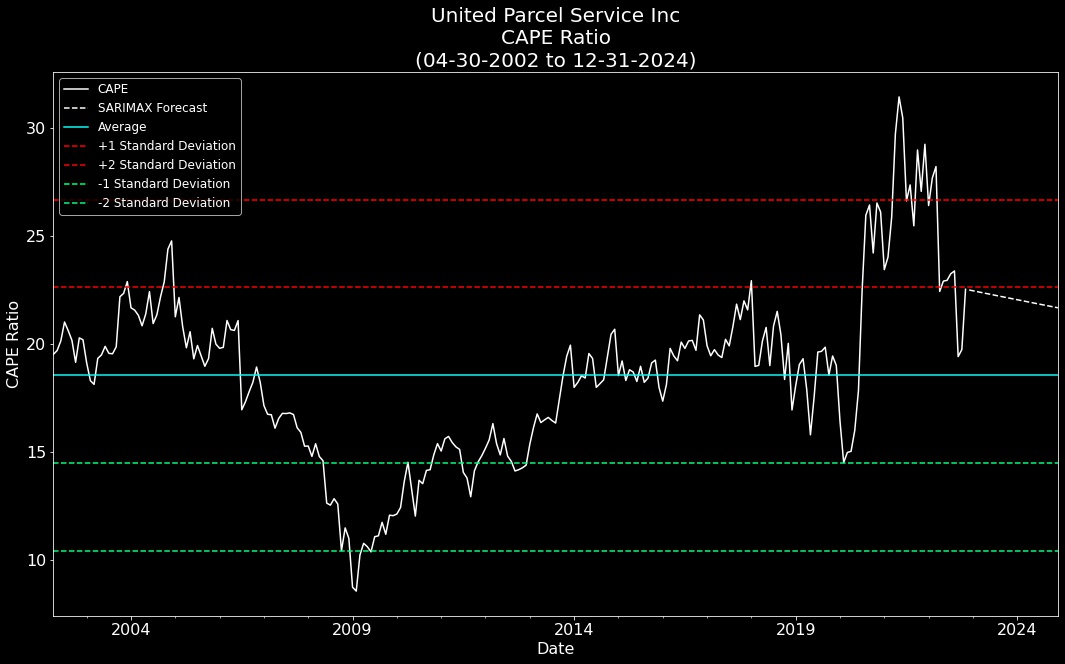 United Parcel Service Inc
CAPE Ratio
(04-30-2002 to 12-31-2024)
CAPE
SARIMAX Forecast
Average
+1 Standard Deviation
+2 Standard Deviation
-1 Standard Deviation
-2 Standard Deviation
30
25
20
15
10
CAPE Ratio
2004
2009
2014
2019
2024
Date